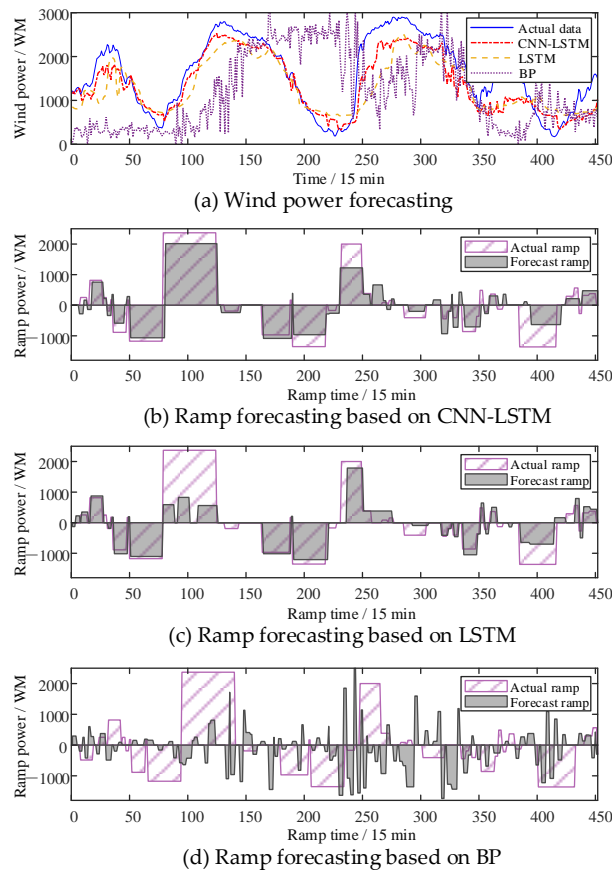 3000
2000
1000
0
Wind power / WM
Actual data
CNN-LSTM
LSTM
BP
0 50 100 150 200 250 300 350 400 450
Time / 15 min
(a) Wind power forecasting
2000
1000
0
−1000
Ramp power / WM
Actual ramp
Forecast ramp
0 50 100 150 200 250 300 350 400 450
Ramp time / 15 min
(b) Ramp forecasting based on CNN-LSTM
2000
1000
0
−1000
Ramp power / WM
Actual ramp
Forecast ramp
0 50 100 150 200 250 300 350 400 450
Ramp time / 15 min
(c) Ramp forecasting based on LSTM
2000
1000
0
−1000
Ramp power / WM
Actual ramp
Forecast ramp
0 50 100 150 200 250 300 350 400 450
Ramp time / 15 min
(d) Ramp forecasting based on BP